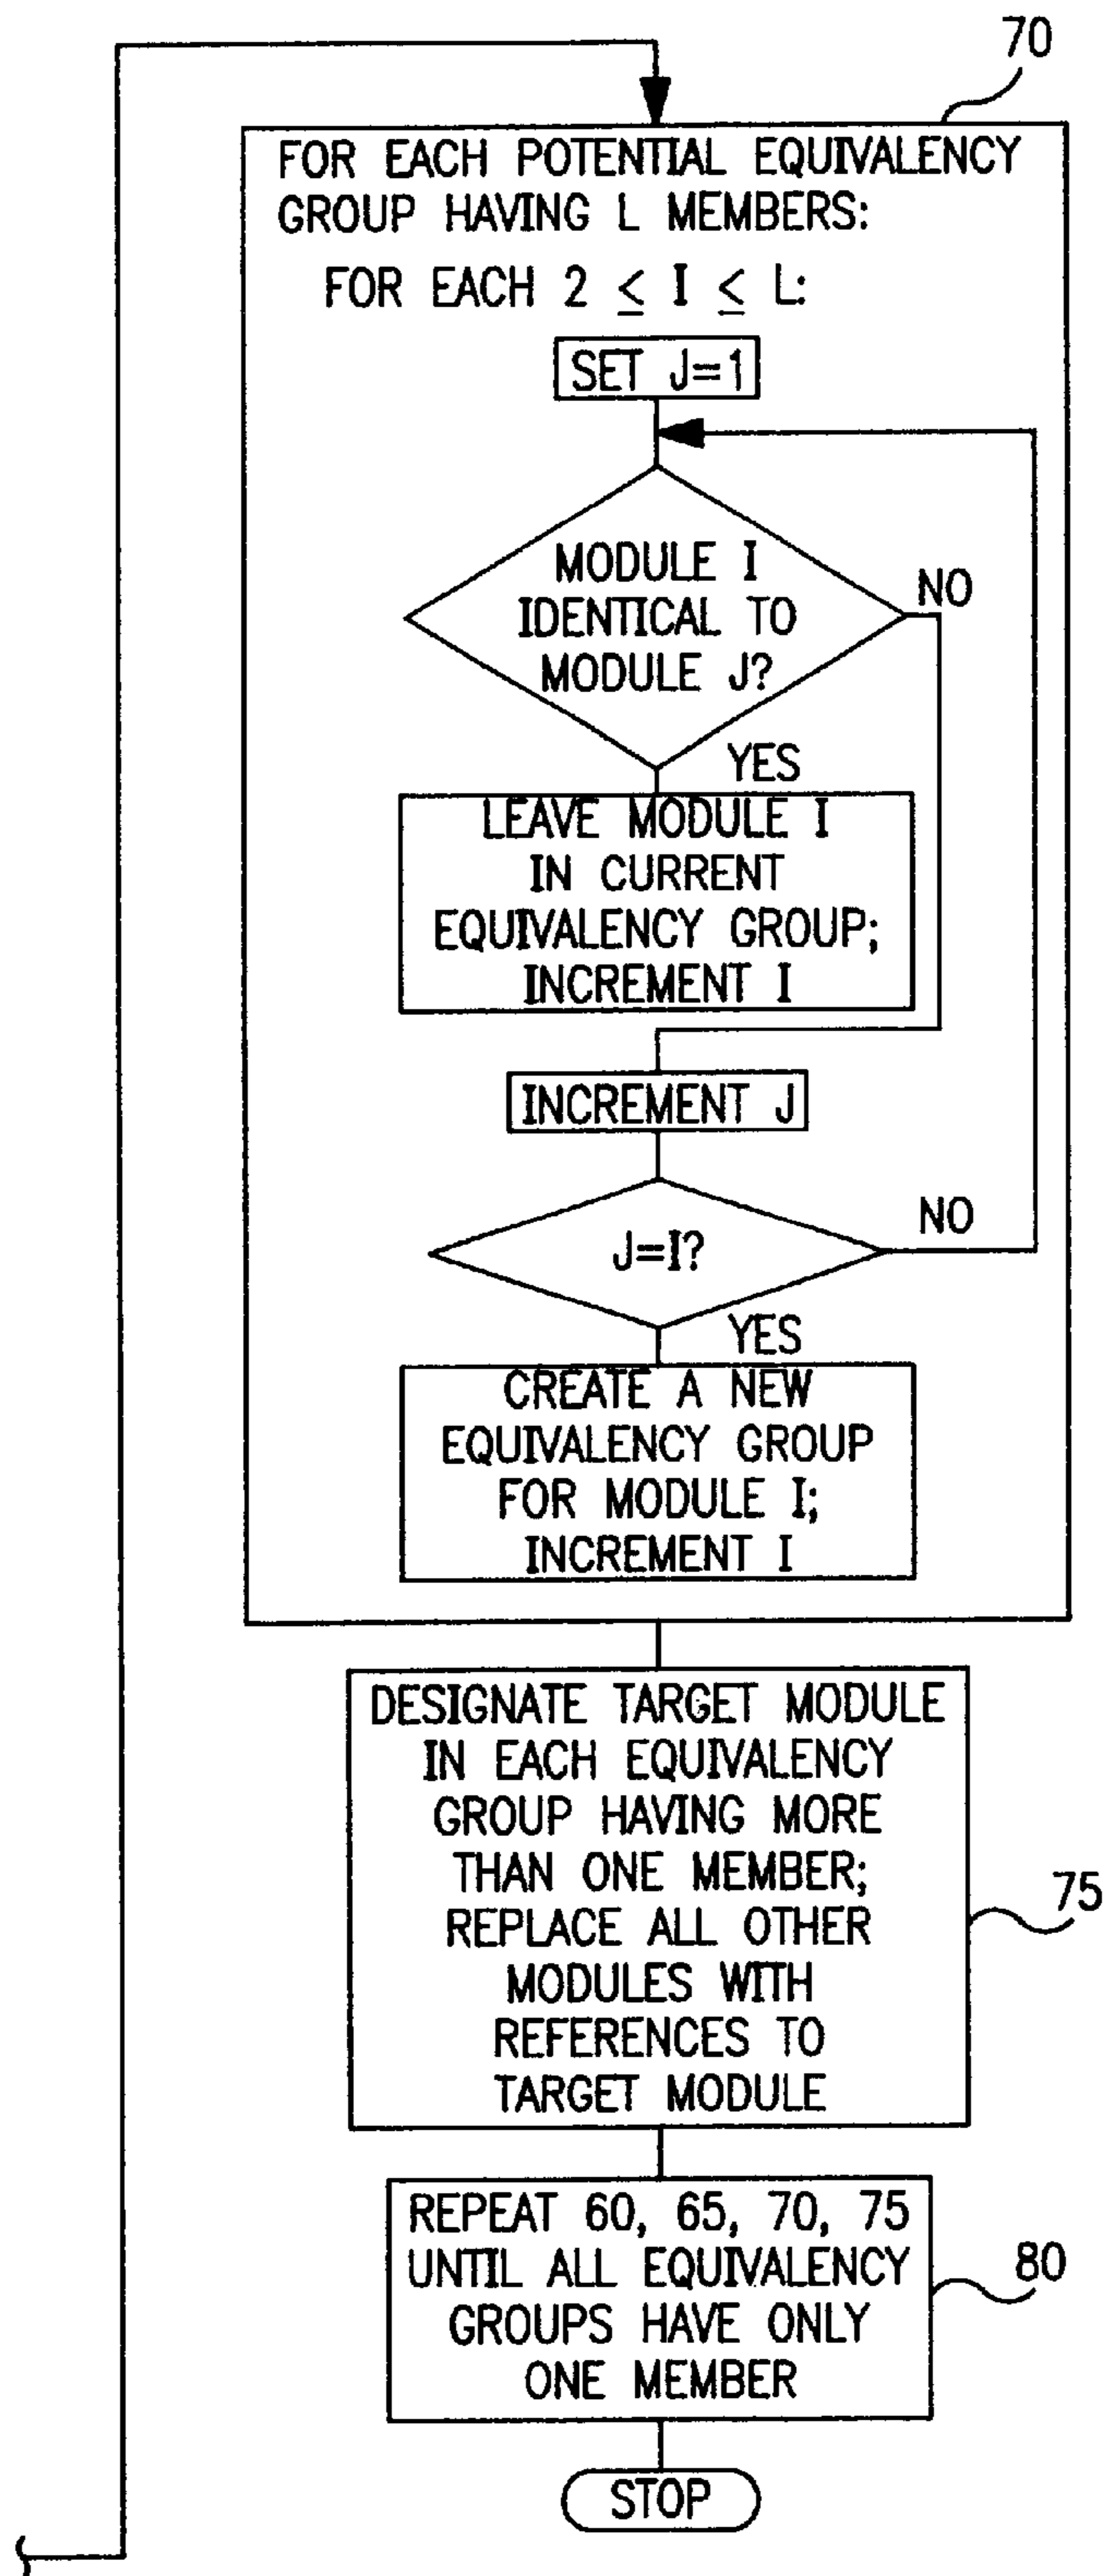 70
FOR EACH POTENTIAL EQUIVALENCY
GROUP HAVING L MEMBERS:
FOR EACH 2 ≤ I ≤ L:
SET J=1
MODULE I
IDENTICAL TO
MODULE J?
NO
YES
LEAVE MODULE I
IN CURRENT
EQUIVALENCY GROUP;
INCREMENT I
INCREMENT J
J=I?
NO
YES
CREATE A NEW
EQUIVALENCY GROUP
FOR MODULE I;
INCREMENT I
DESIGNATE TARGET MODULE
IN EACH EQUIVALENCY
GROUP HAVING MORE
THAN ONE MEMBER;
REPLACE ALL OTHER
MODULES WITH
REFERENCES TO
TARGET MODULE
75
REPEAT 60, 65, 70, 75
UNTIL ALL EQUIVALENCY
GROUPS HAVE ONLY
ONE MEMBER
80
STOP